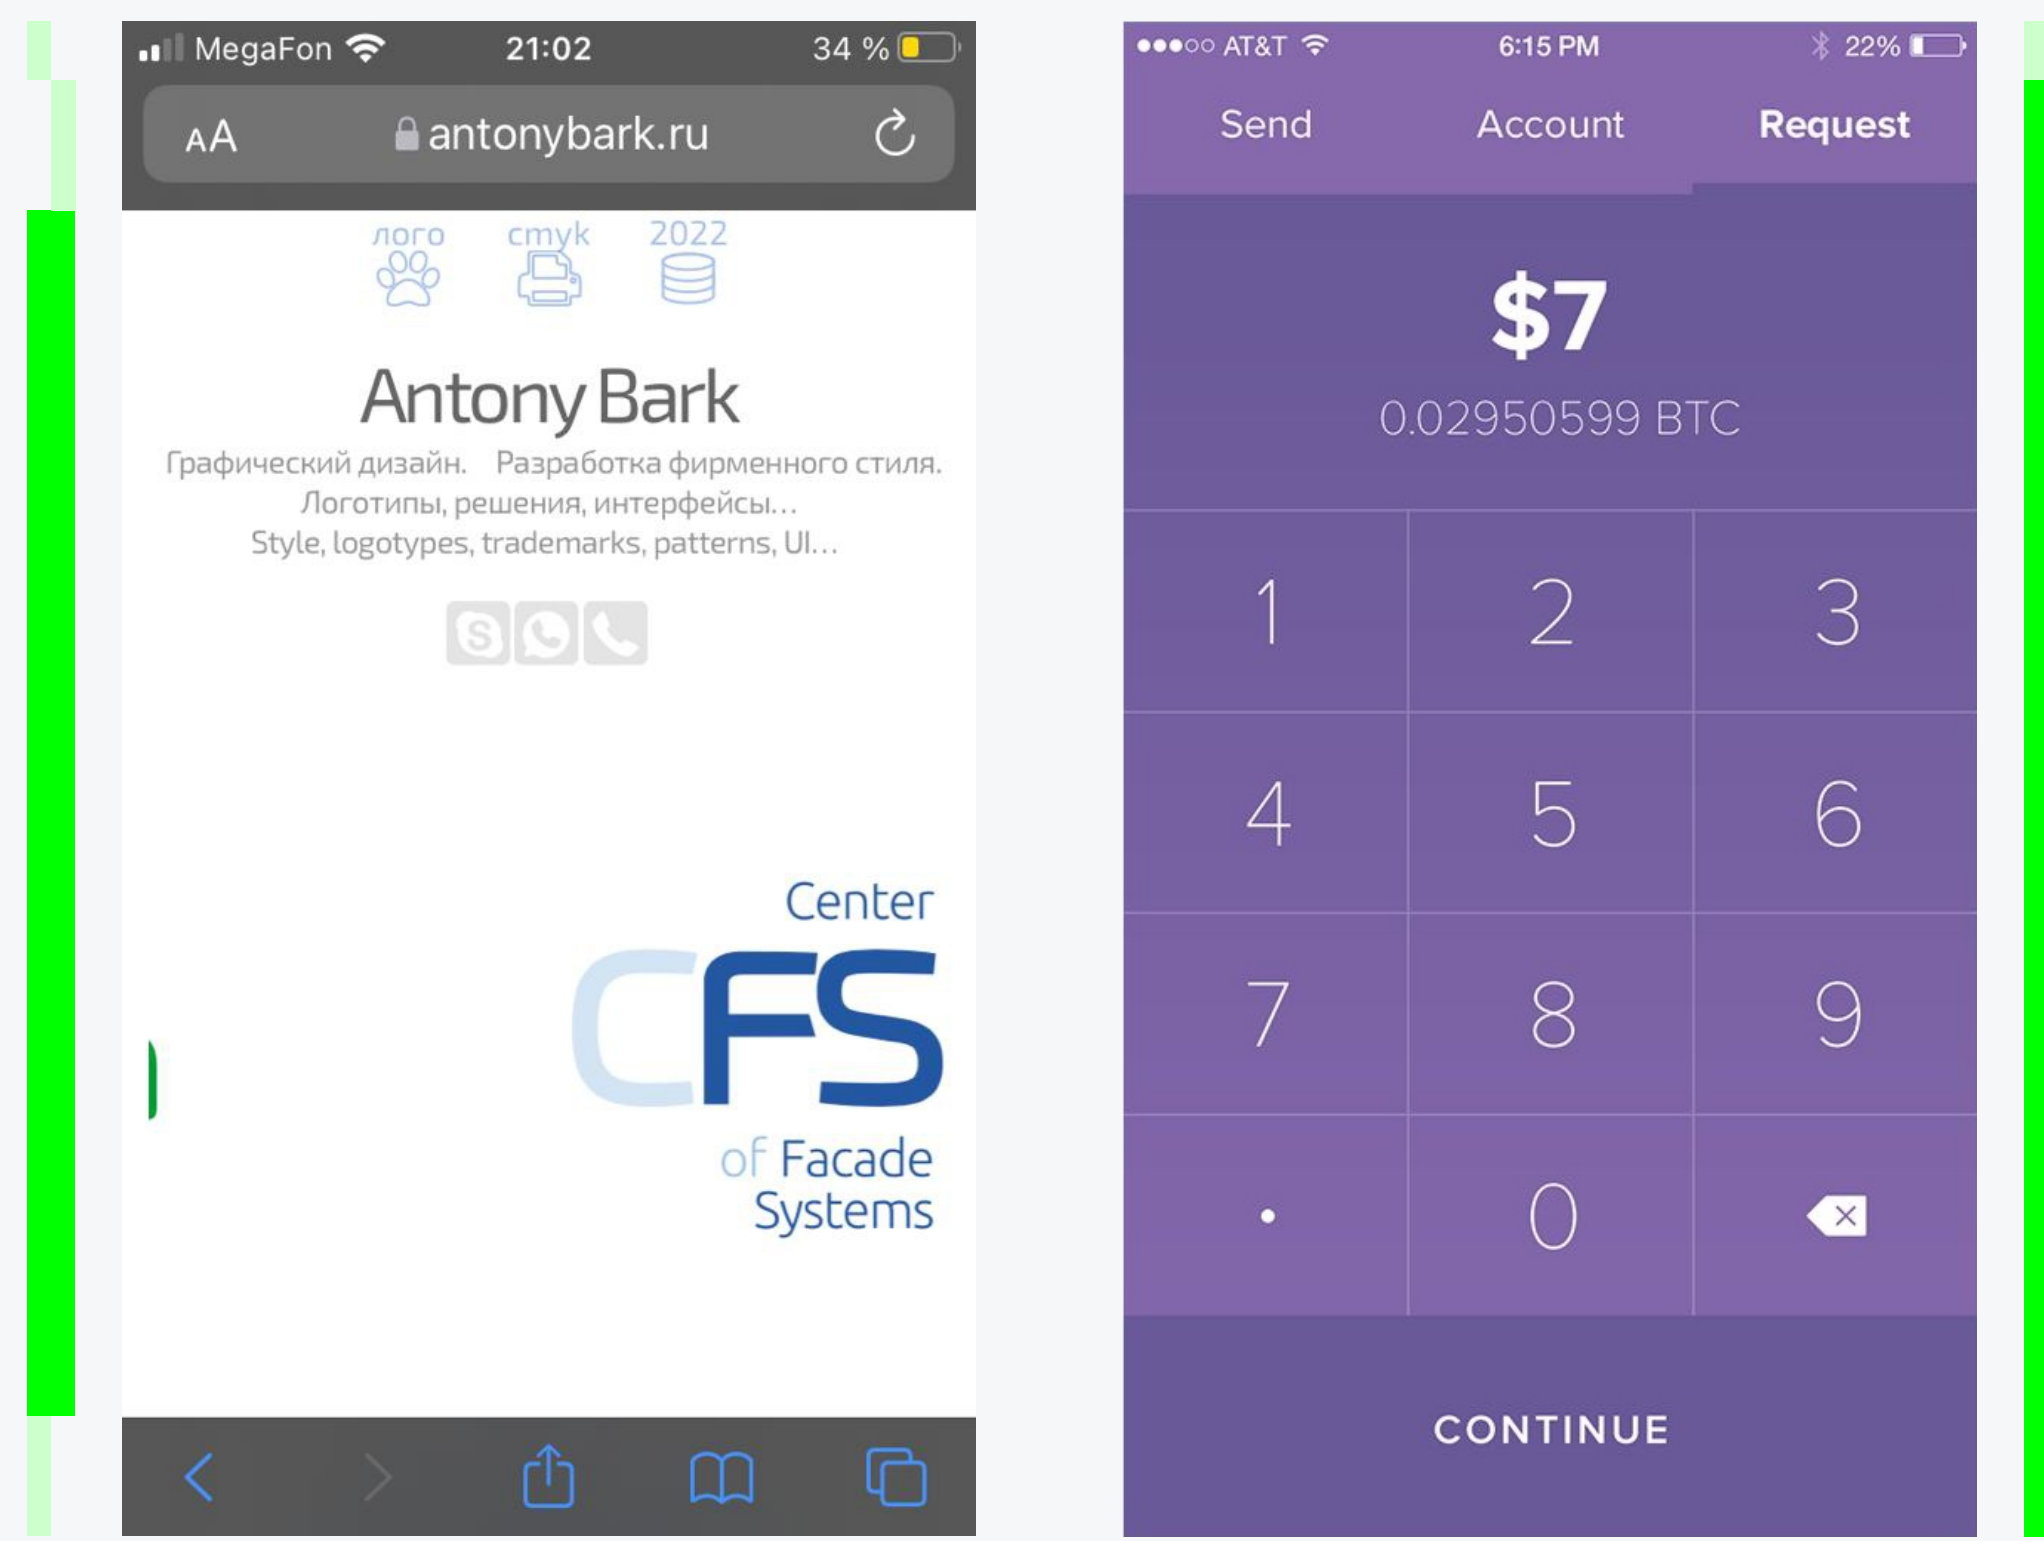 MegaFon 21:02 34 %
AA antonybark.ru
лого cmyk 2022
Antony Bark
Графический дизайн. Разработка фирменного стиля.
Логотипы, решения, интерфейсы...
Style, logotypes, trademarks, patterns, UI...
Center
CFS
of Facade
Systems
AT&T 6:15 PM 22%
Send Account Request
$7
0.02950599 BTC
1 2 3
4 5 6
7 8 9
. 0
CONTINUE